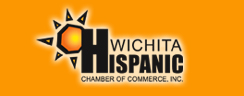 WICHITA
HISPANIC
CHAMBER OF COMMERCE, INC.